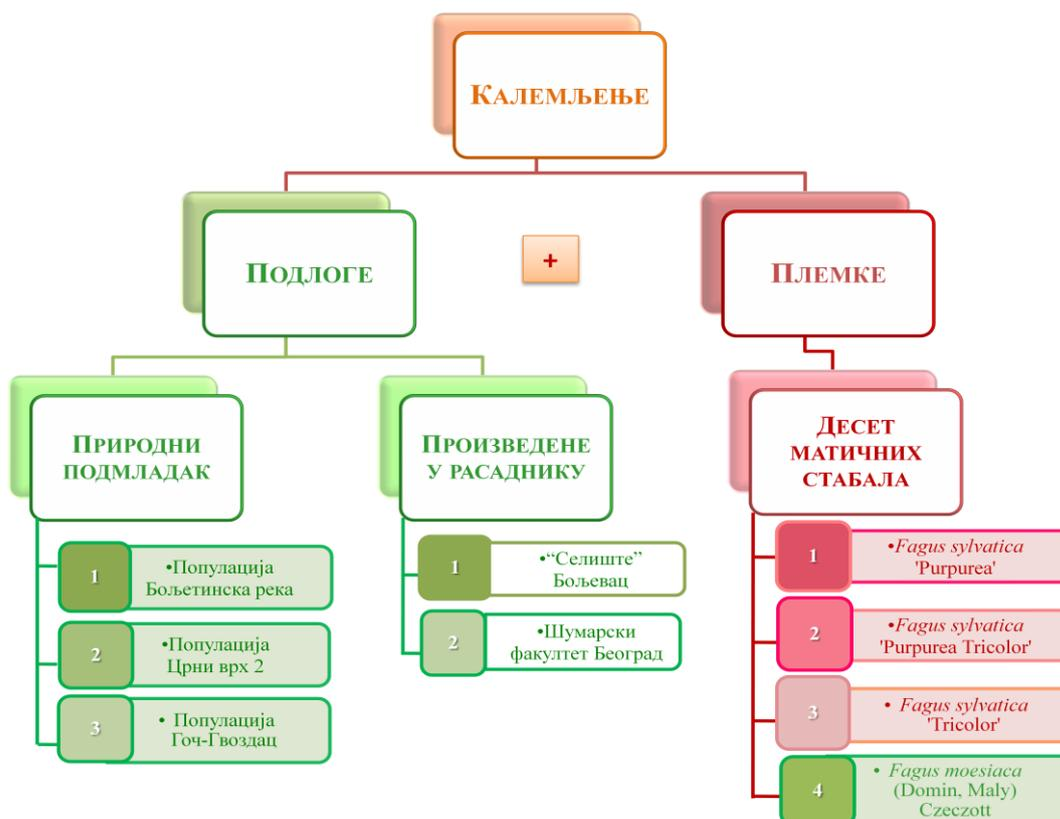 КАЛЕМЉЕЊЕ
ПОДЛОГЕ
+
ПЛЕМКЕ
ПРИРОДНИ
ПОДМЛАДАК
1
•Популација
Бољетинска река
2
•Популација
Црни врх 2
3
• Популација
Гоч-Гвоздац
ПРОИЗВЕДЕНЕ
У РАСАДНИКУ
1
•“Селиште”
Бољевац
2
•Шумарски
факултет Београд
ДЕСЕТ
МАТИЧНИХ
СТАБАЛА
1
•Fagus sylvatica
'Purpurea'
2
•Fagus sylvatica
'Purpurea Tricolor'
3
• Fagus sylvatica
'Tricolor'
4
• Fagus moesiaca
(Domin, Maly)
Czeczott